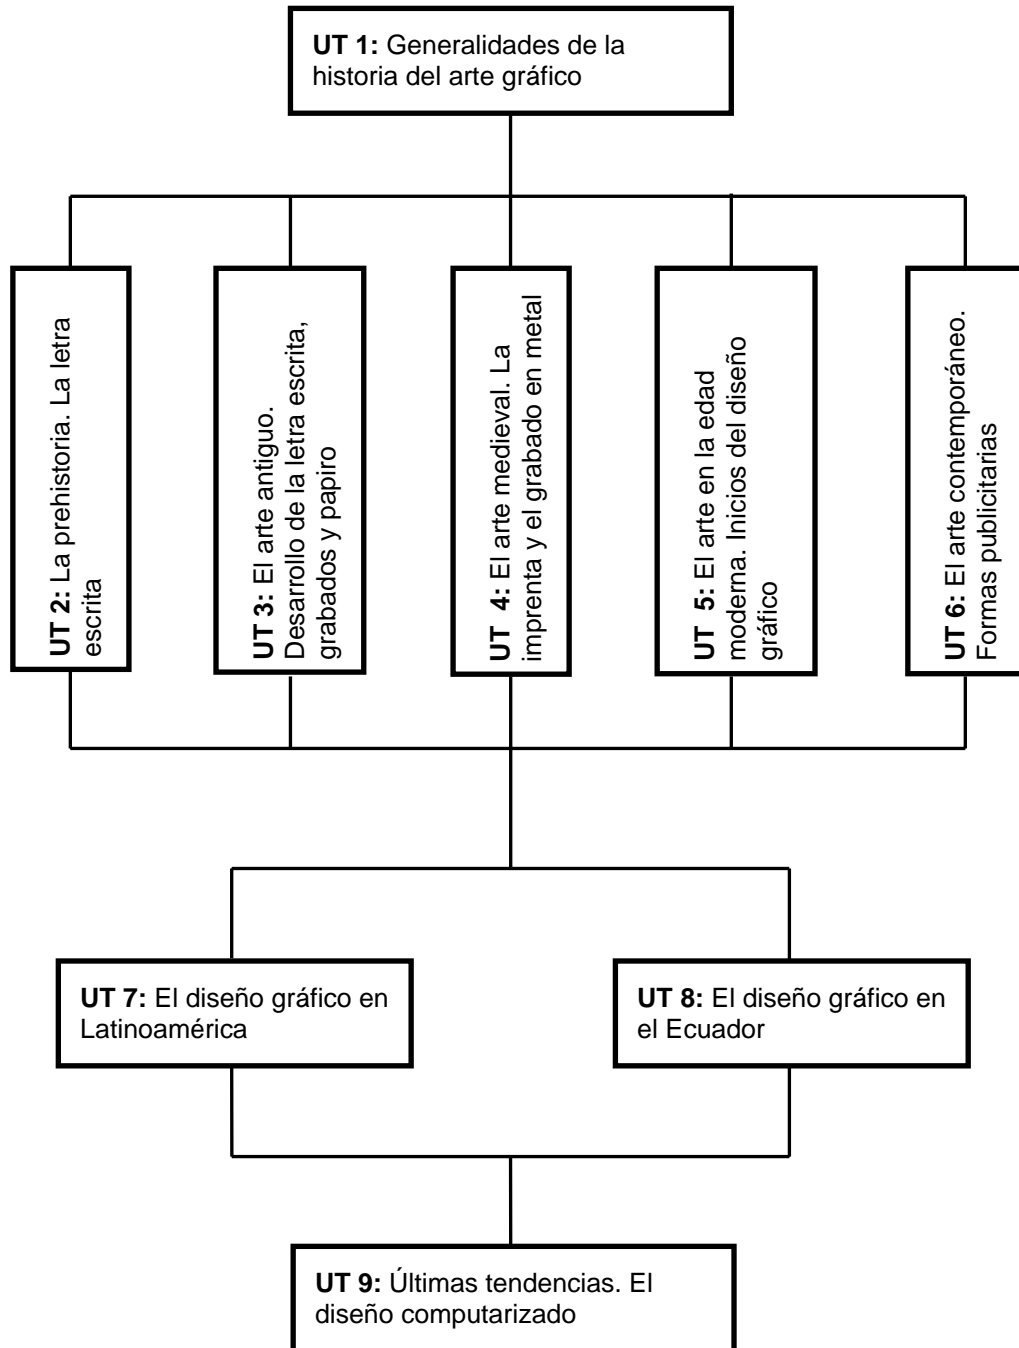 UT 1: Generalidades de la
historia del arte gráfico
UT 2: La prehistoria. La letra
escrita
UT 3: El arte antiguo.
Desarrollo de la letra escrita,
grabados y papiro
UT 4: El arte medieval. La
imprenta y el grabado en metal
UT 5: El arte en la edad
moderna. Inicios del diseño
gráfico
UT 6: El arte contemporáneo.
Formas publicitarias
UT 7: El diseño gráfico en
Latinoamérica
UT 8: El diseño gráfico en
el Ecuador
UT 9: Últimas tendencias. El
diseño computarizado